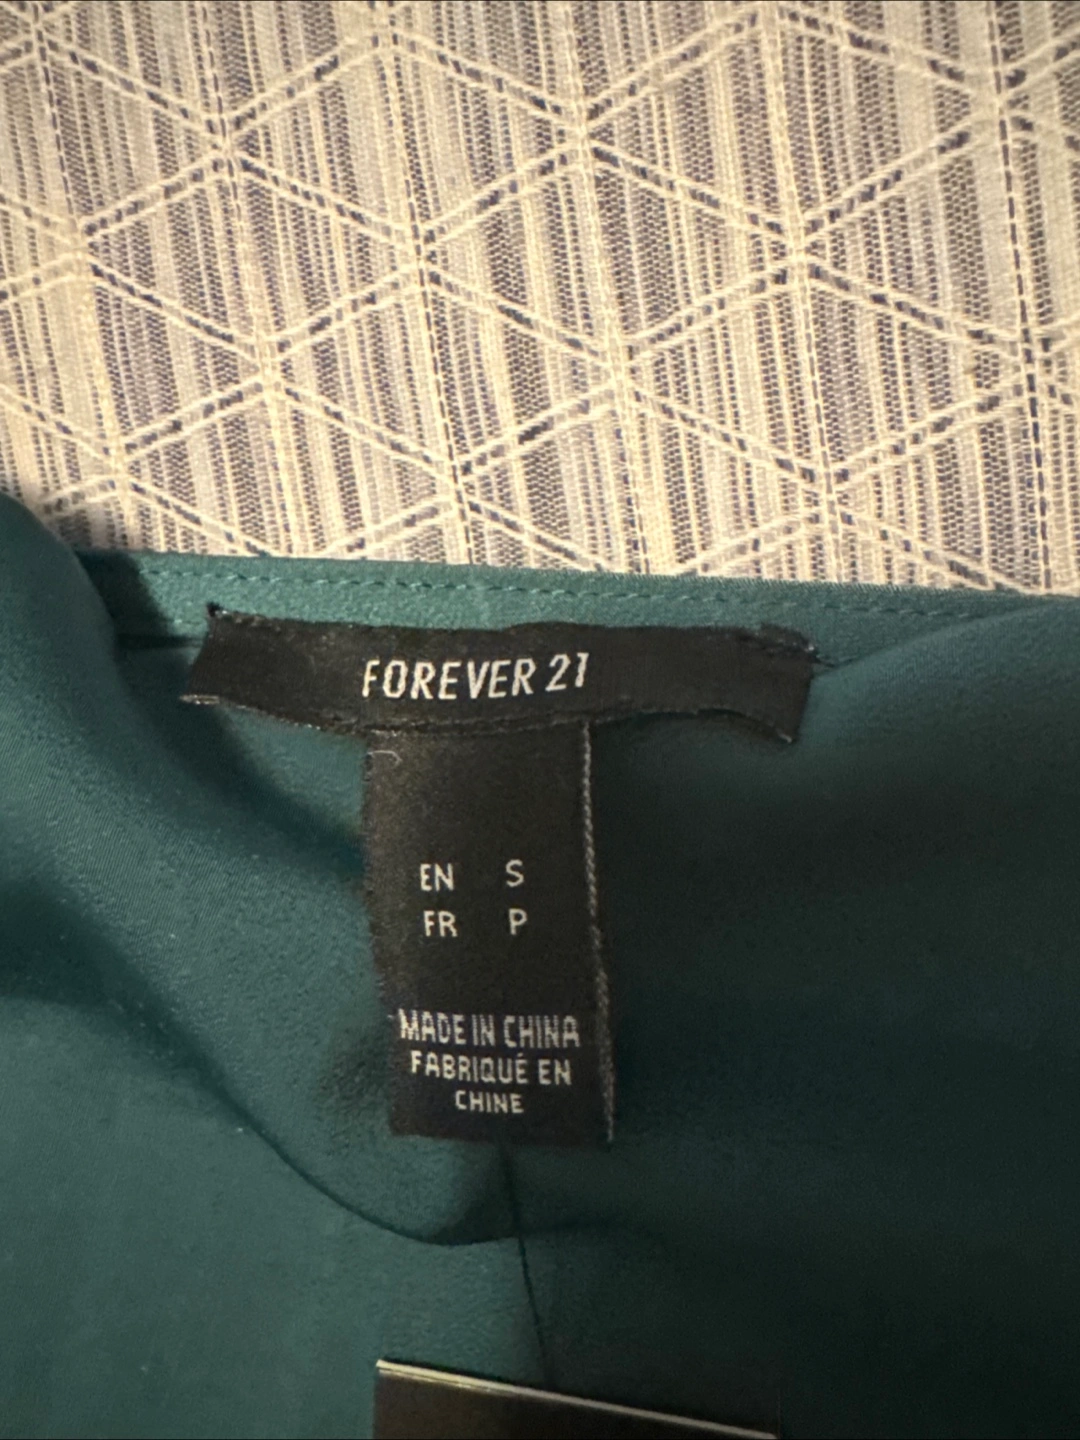 FOREVER 21
EN S
FR P
MADE IN CHINA
FABRIQUÉ EN
CHINE